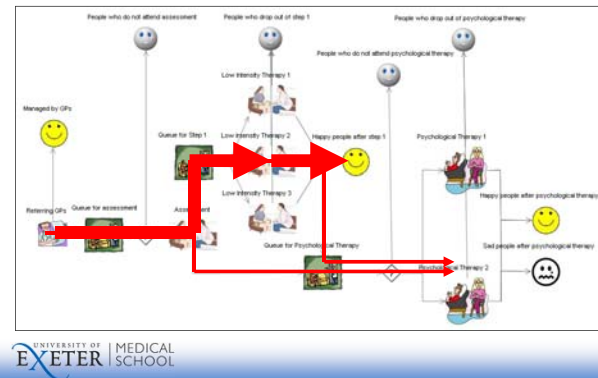 People who do not attend assessment
People who drop out of step 1
People who drop out of psychological therapy
People who do not attend psychological therapy
Low Intensity Therapy 1
Managed by GPs
Queue for Step 1
Low Intensity Therapy 2
Happy people after step 1
Psychological Therapy 1
Low Intensity Therapy 3
Referring GPs
Queue for assessment
Assessment
Happy people after psychological therapy
Queue for Psychological Therapy
Sad people after psychological therapy
Psychological Therapy 2
UNIVERSITY OF
EXETER
MEDICAL
SCHOOL